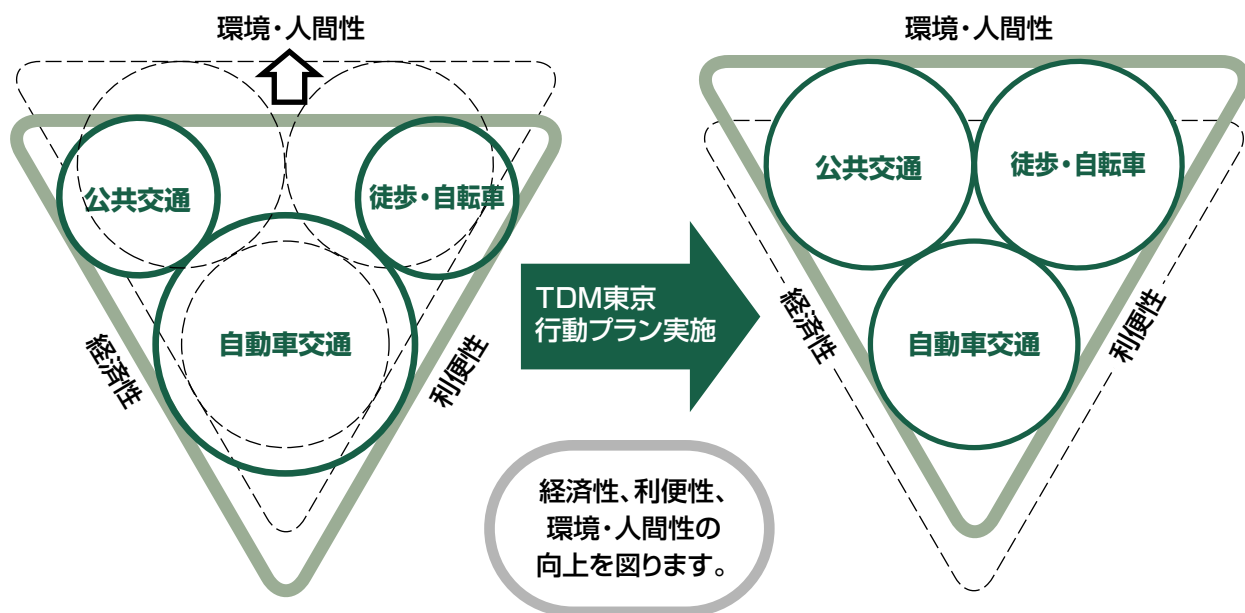 環境・人間性
公共交通
徒歩・自転車
自動車交通
経済性
利便性
TDM東京
行動プラン実施
経済性、利便性、
環境・人間性の
向上を図ります。
環境・人間性
公共交通
徒歩・自転車
自動車交通
経済性
利便性